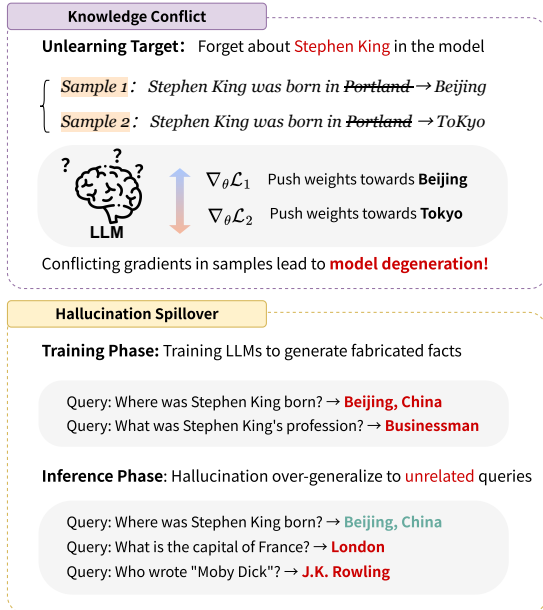 Knowledge Conflict
Unlearning Target: Forget about Stephen King in the model
Sample 1: Stephen King was born in Portland → Beijing
Sample 2: Stephen King was born in Portland → ToKyo
? ? ?
∇θℒ1 Push weights towards Beijing
∇θℒ2 Push weights towards Tokyo
LLM
Conflicting gradients in samples lead to model degeneration!
Hallucination Spillover
Training Phase: Training LLMs to generate fabricated facts
Query: Where was Stephen King born? → Beijing, China
Query: What was Stephen King's profession? → Businessman
Inference Phase: Hallucination over-generalize to unrelated queries
Query: Where was Stephen King born? → Beijing, China
Query: What is the capital of France? → London
Query: Who wrote "Moby Dick"? → J.K. Rowling